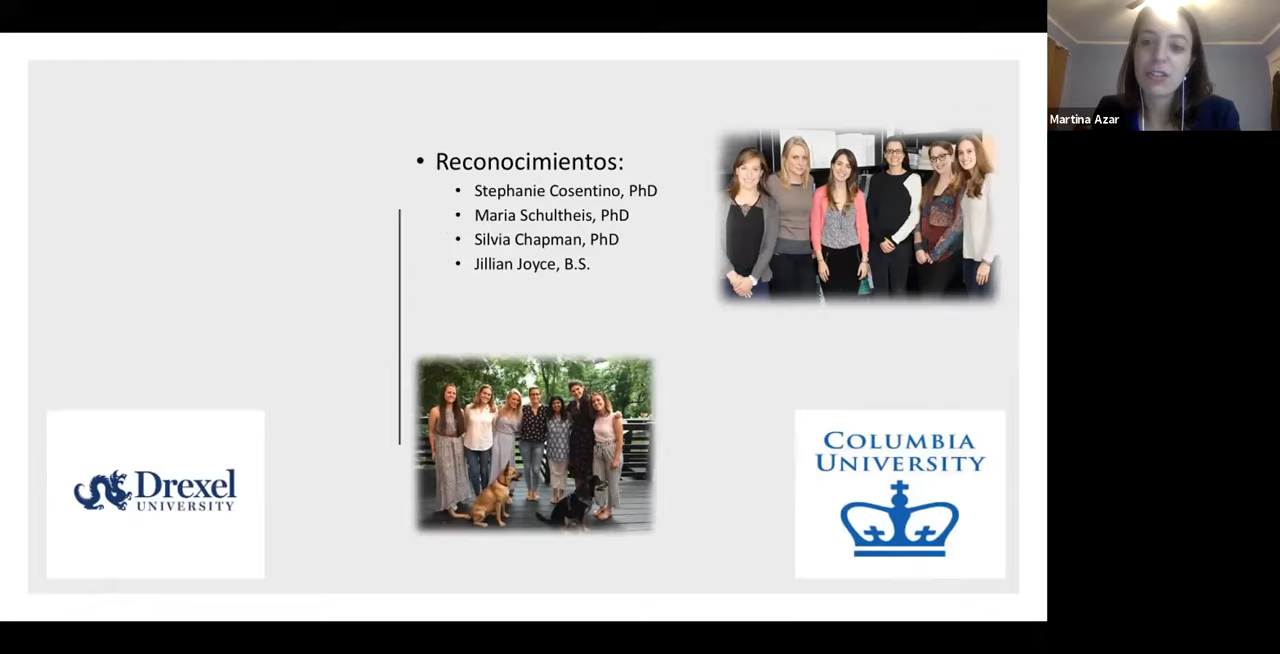 Martina Azar
• Reconocimientos:
• Stephanie Cosentino, PhD
• Maria Schultheis, PhD
• Silvia Chapman, PhD
• Jillian Joyce, B.S.
Drexel
UNIVERSITY
COLUMBIA
UNIVERSITY